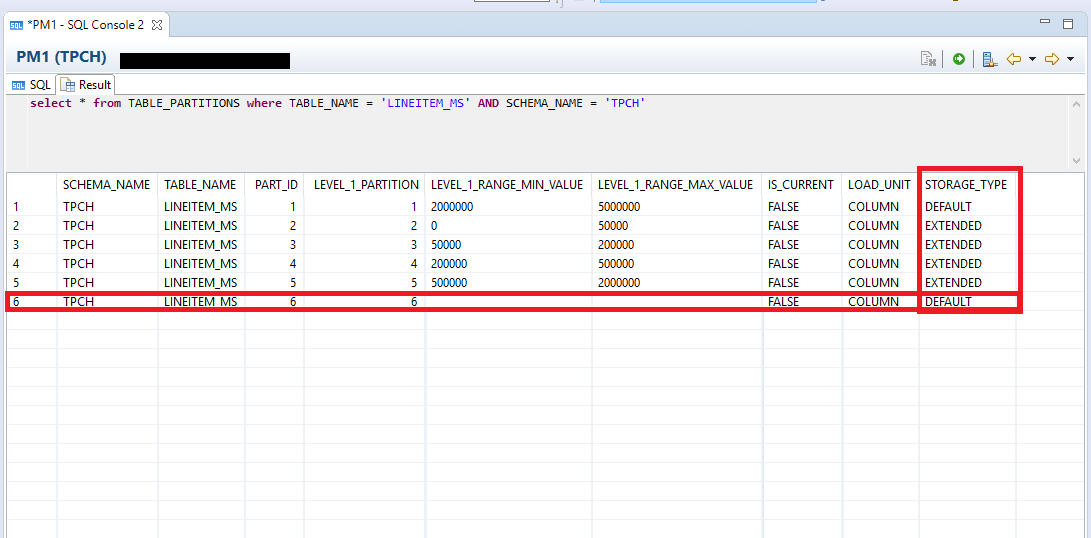 *PM1 - SQL Console 2
PM1 (TPCH)
SQL Result
select * from TABLE_PARTITIONS where TABLE_NAME = 'LINEITEM_MS' AND SCHEMA_NAME = 'TPCH'
SCHEMA_NAME TABLE_NAME PART_ID LEVEL_1_PARTITION LEVEL_1_RANGE_MIN_VALUE LEVEL_1_RANGE_MAX_VALUE IS_CURRENT LOAD_UNIT STORAGE_TYPE
1 TPCH LINEITEM_MS 1 1 2000000 5000000 FALSE COLUMN DEFAULT
2 TPCH LINEITEM_MS 2 2 0 50000 FALSE COLUMN EXTENDED
3 TPCH LINEITEM_MS 3 3 50000 200000 FALSE COLUMN EXTENDED
4 TPCH LINEITEM_MS 4 4 200000 500000 FALSE COLUMN EXTENDED
5 TPCH LINEITEM_MS 5 5 500000 2000000 FALSE COLUMN EXTENDED
6 TPCH LINEITEM_MS 6 6 FALSE COLUMN DEFAULT